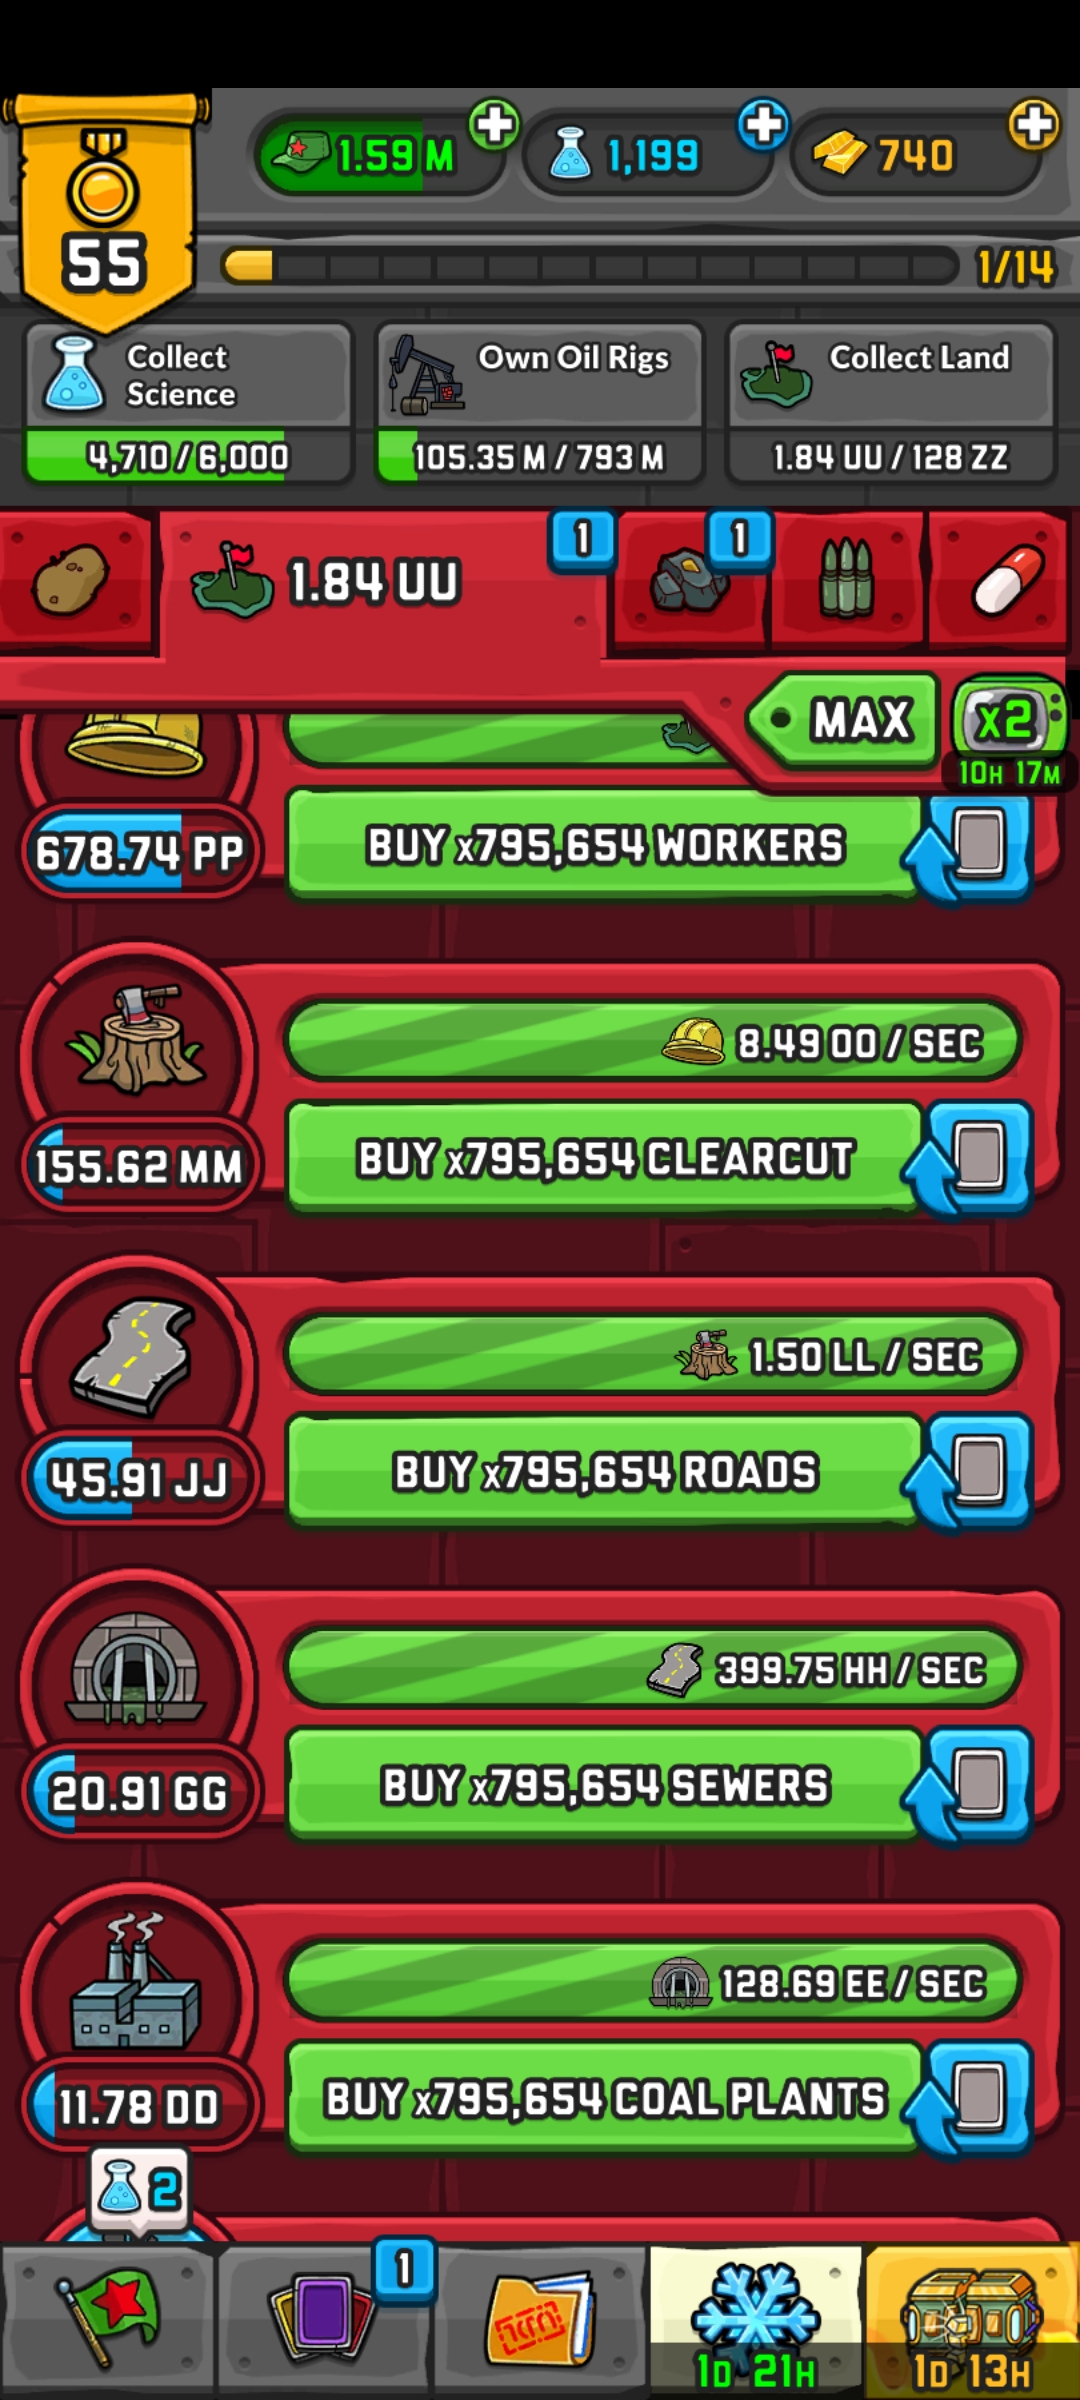 55
1.59 M
1,199
740
1/14
Collect
Science
4,710 / 6,000
Own Oil Rigs
105.35 M / 793 M
Collect Land
1.84 UU / 128 ZZ
1.84 UU
1
1
MAX
x2
10H 17M
678.74 PP
BUY x795,654 WORKERS
8.49 OO / SEC
155.62 MM
BUY x795,654 CLEARCUT
1.50 LL / SEC
45.91 JJ
BUY x795,654 ROADS
399.75 HH / SEC
20.91 GG
BUY x795,654 SEWERS
128.69 EE / SEC
11.78 DD
BUY x795,654 COAL PLANTS
2
1
1D 21H
1D 13H